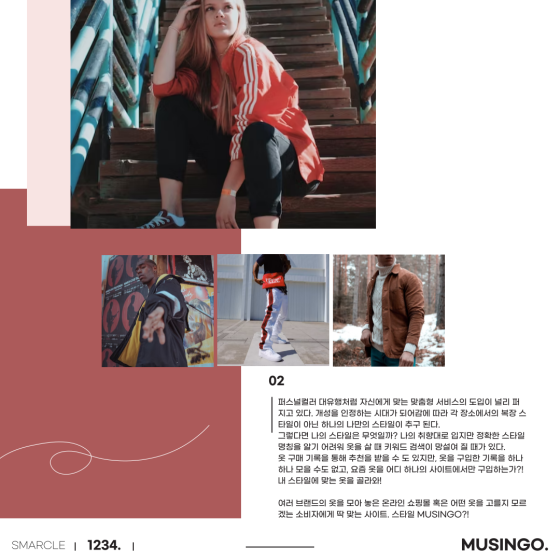 02
퍼스널컬러 대유행처럼 자신에게 맞는 맞춤형 서비스의 도입이 널리 퍼
지고 있다. 개성을 인정하는 시대가 되어감에 따라 각 장소에서의 복장 스
타일이 아닌 하나의 나만의 스타일이 추구 된다.
그렇다면 나의 스타일은 무엇일까? 나의 취향대로 입지만 정확한 스타일
명칭을 알기 어려워 옷을 살 때 키워드 검색이 망설여 질 때가 있다.
옷 구매 기록을 통해 추천을 받을 수 도 있지만, 옷을 구입한 기록을 하나
하나 모을 수도 없고, 요즘 옷을 어디 하나의 사이트에서만 구입하는가?!
내 스타일에 맞는 옷을 골라와!
여러 브랜드의 옷을 모아 놓은 온라인 쇼핑몰 혹은 어떤 옷을 고를지 모르
겠는 소비자에게 딱 맞는 사이트, 스타일 MUSINGO?!
SMARCLE | 1234. | MUSINGO.